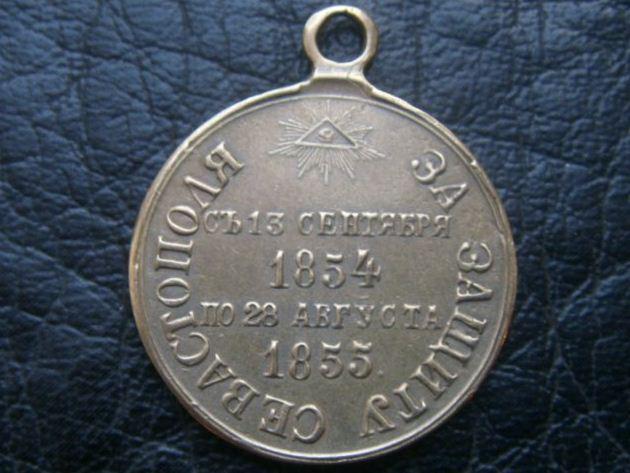 ЗА ЗАЩИТУ СЕВАСТОПОЛЯ
СЪ 13 СЕНТЯБРЯ
1854
ПО 28 АВГУСТА
1855.